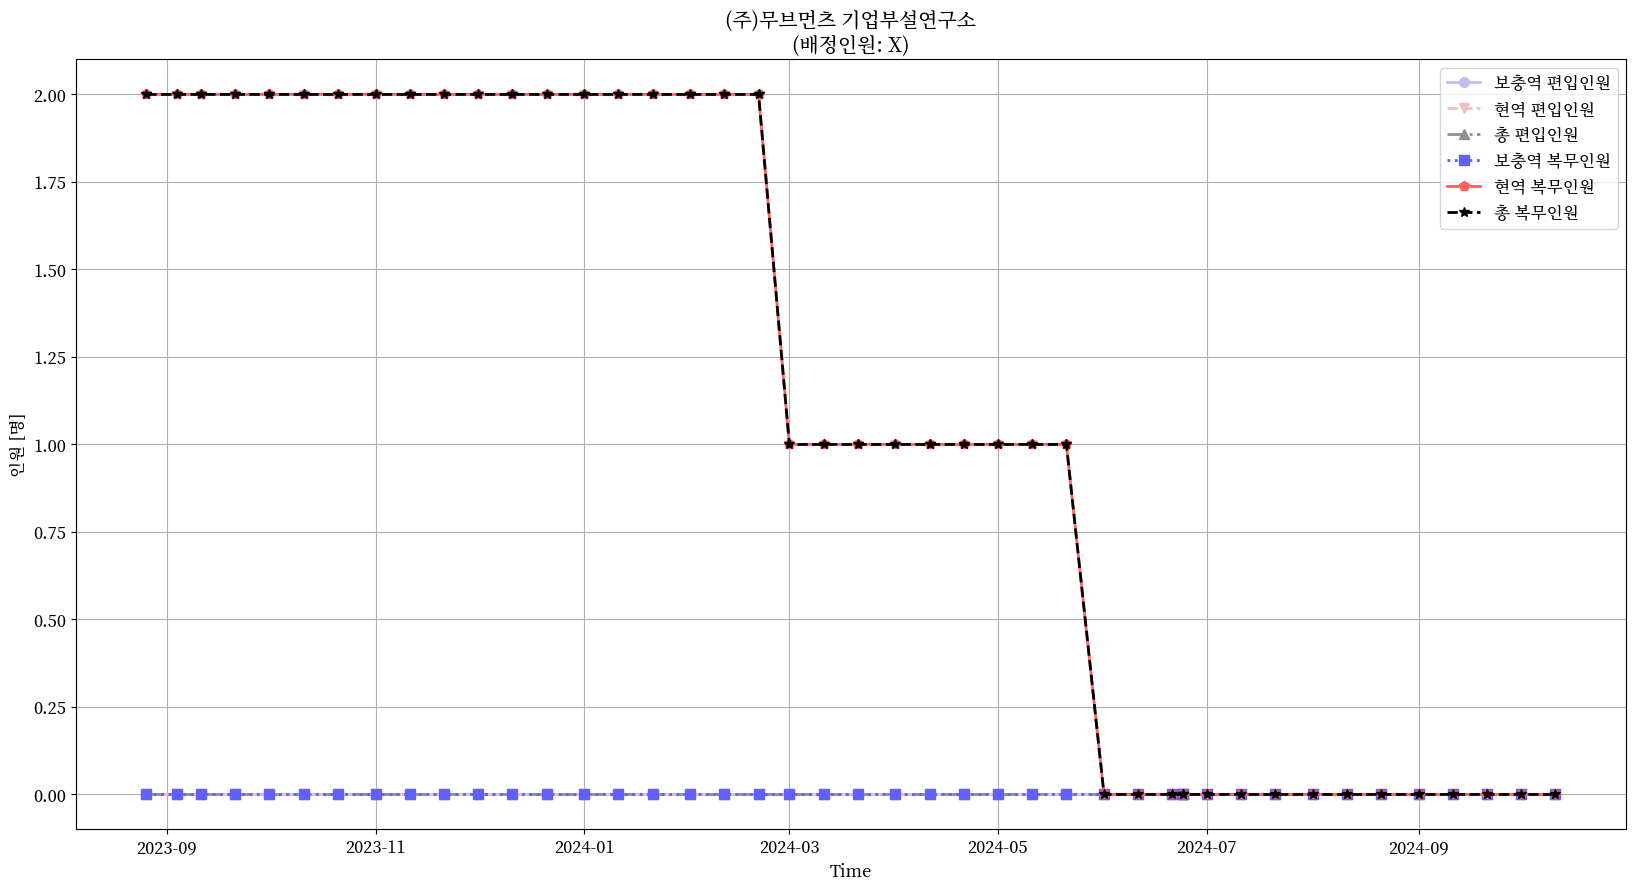 (주)무브먼츠 기업부설연구소
(배정인원: X)
보충역 편입인원
현역 편입인원
총 편입인원
보충역 복무인원
현역 복무인원
총 복무인원
인원 [명]
2.00
1.75
1.50
1.25
1.00
0.75
0.50
0.25
0.00
2023-09
2023-11
2024-01
2024-03
2024-05
2024-07
2024-09
Time